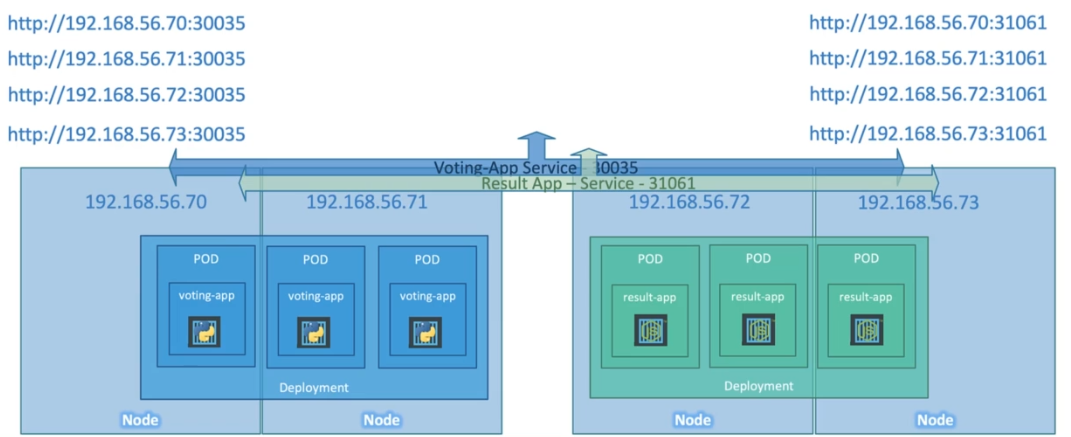 http://192.168.56.70:30035
http://192.168.56.71:30035
http://192.168.56.72:30035
http://192.168.56.73:30035
http://192.168.56.70:31061
http://192.168.56.71:31061
http://192.168.56.72:31061
http://192.168.56.73:31061
Voting-App Service - 30035
Result App – Service - 31061
192.168.56.70
192.168.56.71
192.168.56.72
192.168.56.73
POD
POD
POD
POD
POD
POD
voting-app
voting-app
voting-app
result-app
result-app
result-app
Deployment
Deployment
Node
Node
Node
Node